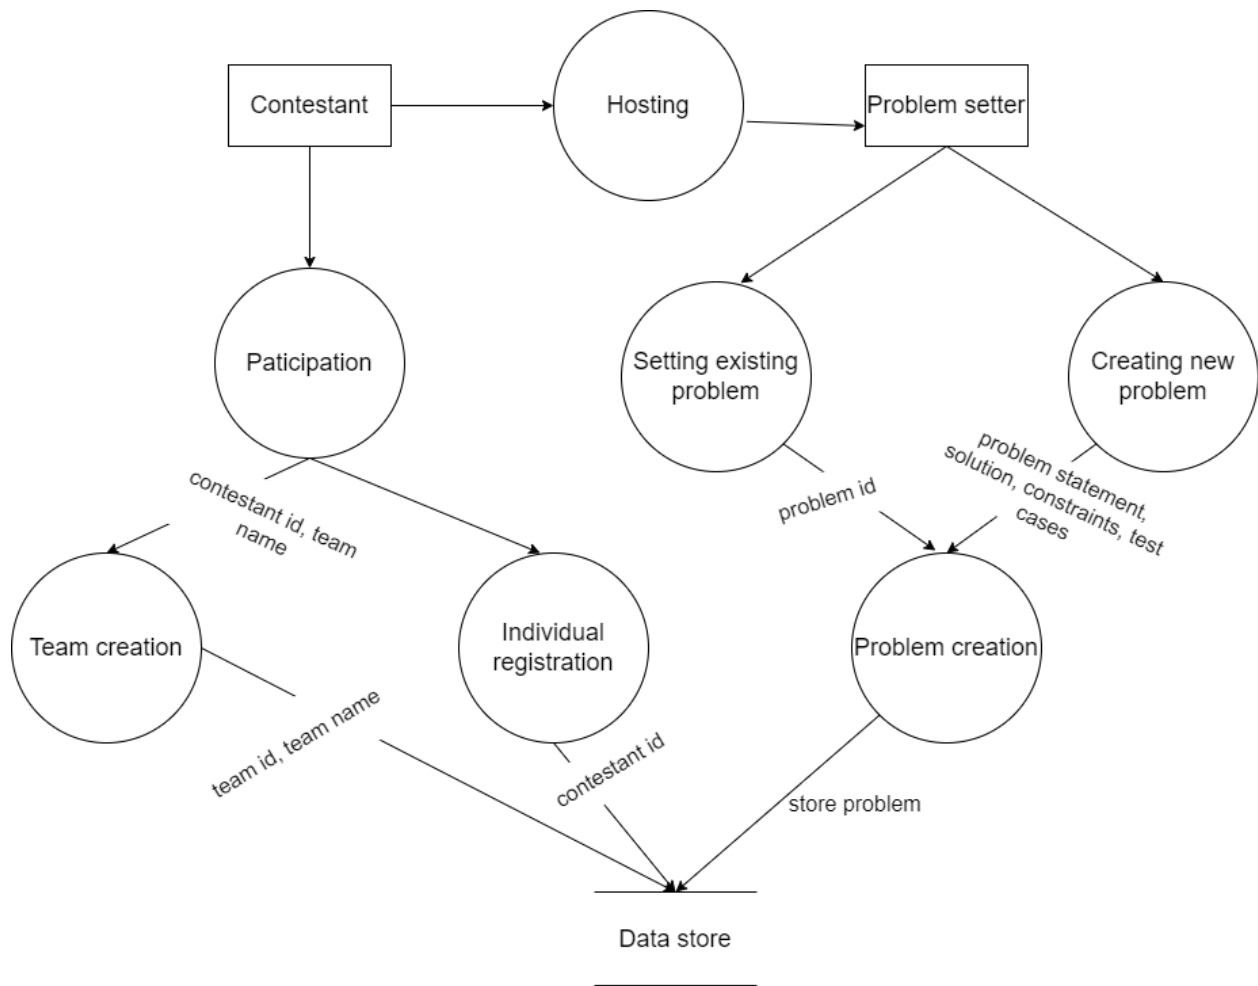 Contestant
Hosting
Problem setter
Paticipation
Setting existing
problem
Creating new
problem
contestant id, team
name
problem id
problem statement,
solution, constraints, test
cases
Team creation
Individual
registration
Problem creation
team id, team name
contestant id
store problem
Data store